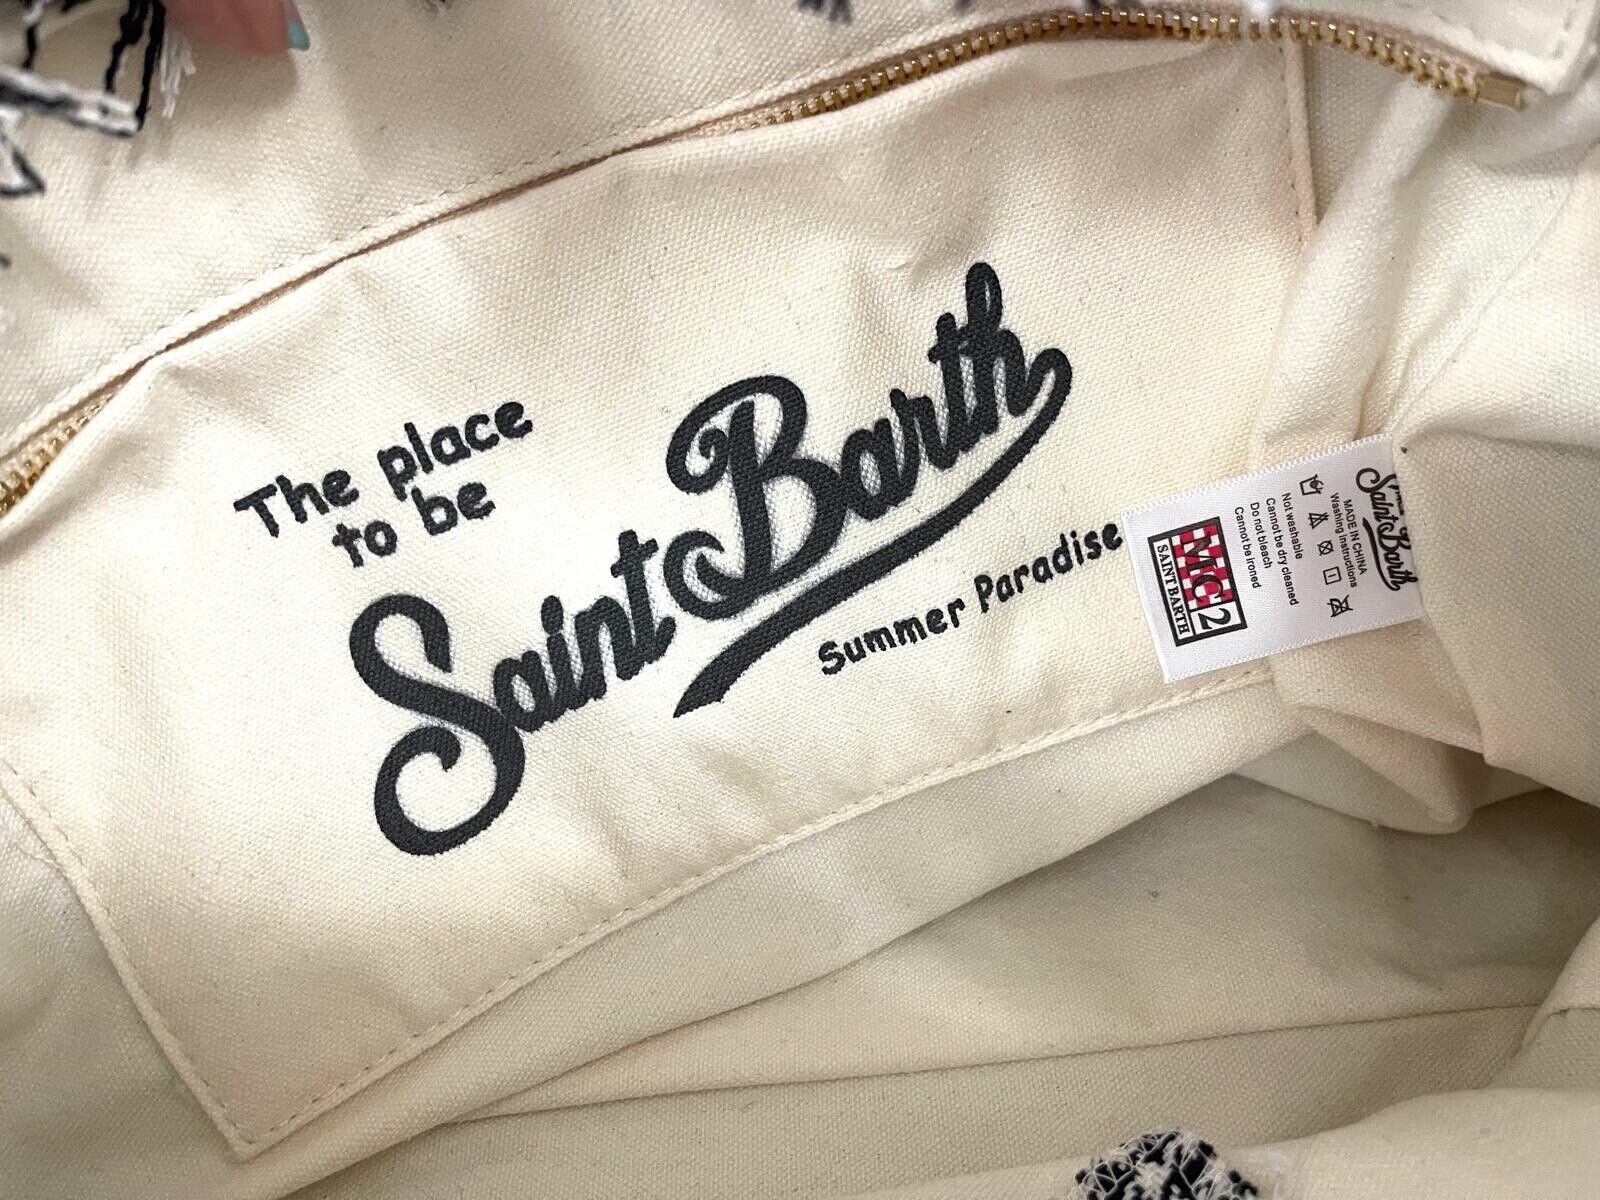 The place
to be
Saint Barth
Summer Paradise
Saint Barth
MADE IN CHINA
Washing Instructions
Not washable
Cannot be dry cleaned
Do not bleach
Cannot be ironed
MC2
SAINT BARTH